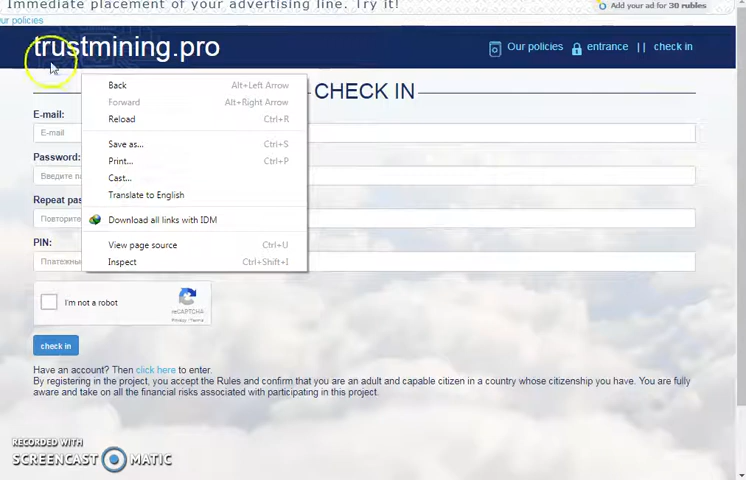 Immediate placement of your advertising line. Try it!
Add your ad for 30 rubles
ur policies
trustmining.pro
Our policies
entrance || check in
CHECK IN
Back Alt+Left Arrow
Forward Alt+Right Arrow
Reload Ctrl+R
Save as... Ctrl+S
Print... Ctrl+P
Cast...
Translate to English
Download all links with IDM
View page source Ctrl+U
Inspect Ctrl+Shift+I
E-mail:
E-mail
Password:
Введите п
Repeat pa
Повторите
PIN:
Платежны
I'm not a robot
reCAPTCHA
Privacy - Terms
check in
Have an account? Then click here to enter.
By registering in the project, you accept the Rules and confirm that you are an adult and capable citizen in a country whose citizenship you have. You are fully
aware and take on all the financial risks associated with participating in this project.
RECORDED WITH
SCREENCAST MATIC